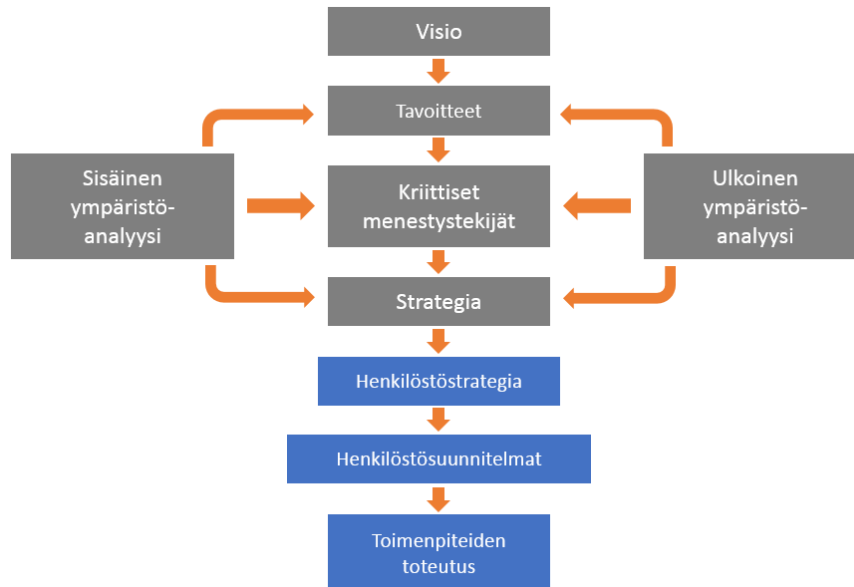 Visio
Tavoitteet
Sisäinen
ympäristö-
analyysi
Kriittiset
menestystekijät
Ulkoinen
ympäristö-
analyysi
Strategia
Henkilöstöstrategia
Henkilöstösuunnitelmat
Toimenpiteiden
toteutus